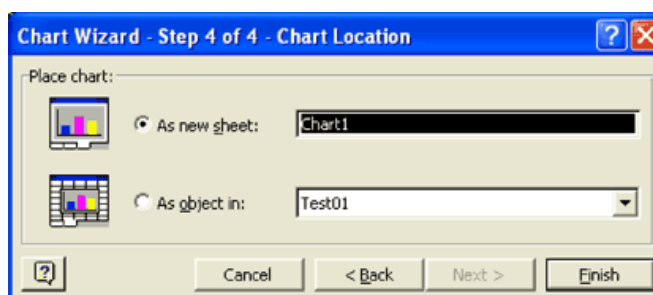 Chart Wizard - Step 4 of 4 - Chart Location
Place chart:
As new sheet: Chart1
As object in: Test01
Cancel < Back Next > Finish